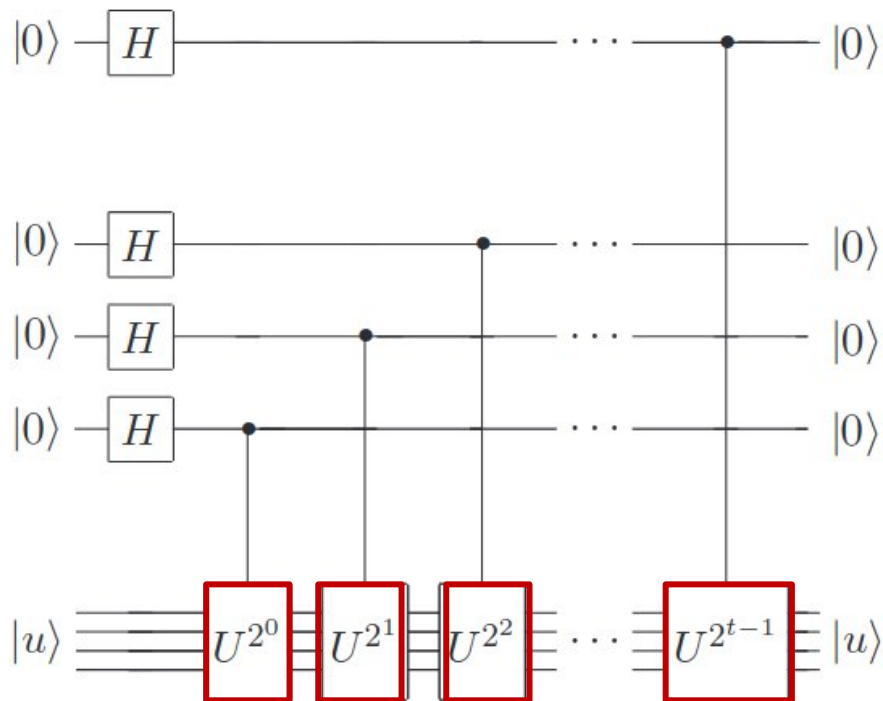 |0⟩ H ··· |0⟩
|0⟩ H ··· |0⟩
|0⟩ H ··· |0⟩
|0⟩ H ··· |0⟩
|u⟩ U^{2^0} U^{2^1} U^{2^2} ··· U^{2^{t-1}} |u⟩